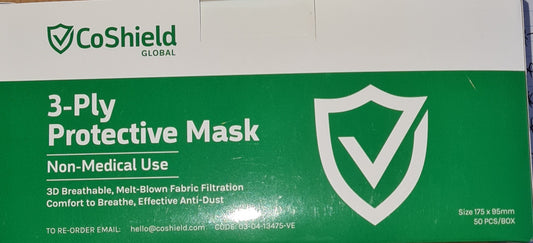 CoShield
GLOBAL
3-Ply
Protective Mask
Non-Medical Use
3D Breathable, Melt-Blown Fabric Filtration
Comfort to Breathe, Effective Anti-Dust
TO RE-ORDER EMAIL: hello@coshield.com CODE: 03-04-13475-VE
Size 175 x 95mm
50 PCS/BOX